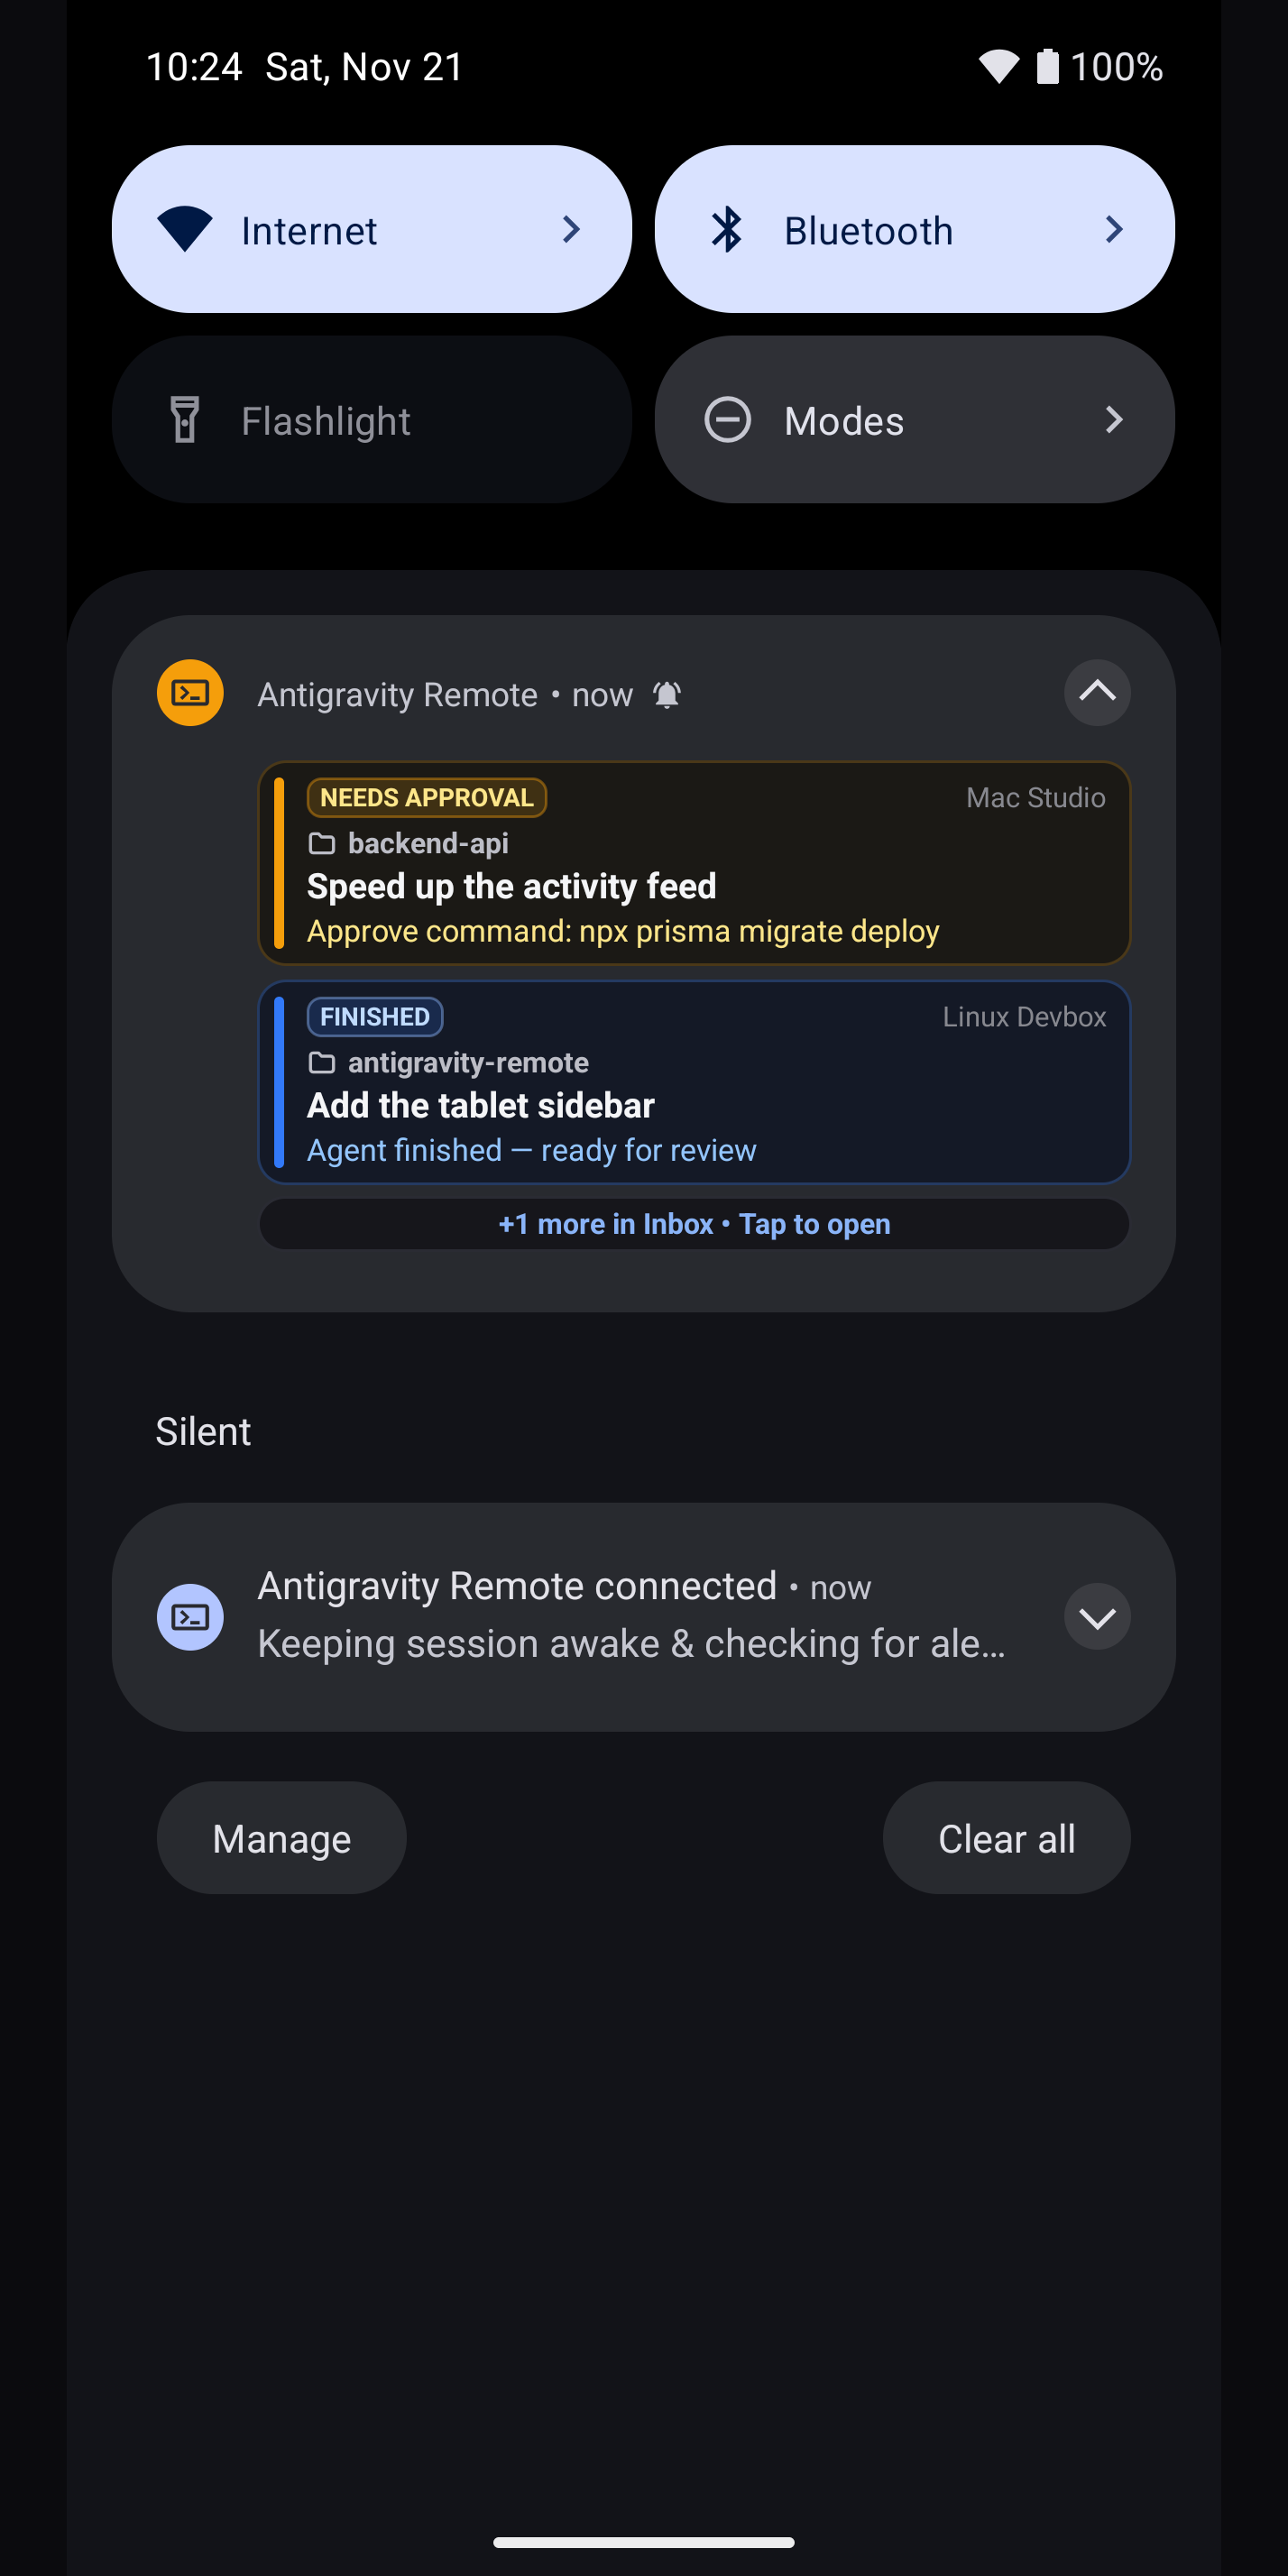 10:24 Sat, Nov 21
100%
Internet
Bluetooth
Flashlight
Modes
Antigravity Remote • now
NEEDS APPROVAL
Mac Studio
backend-api
Speed up the activity feed
Approve command: npx prisma migrate deploy
FINISHED
Linux Devbox
antigravity-remote
Add the tablet sidebar
Agent finished — ready for review
+1 more in Inbox • Tap to open
Silent
Antigravity Remote connected • now
Keeping session awake & checking for ale…
Manage
Clear all